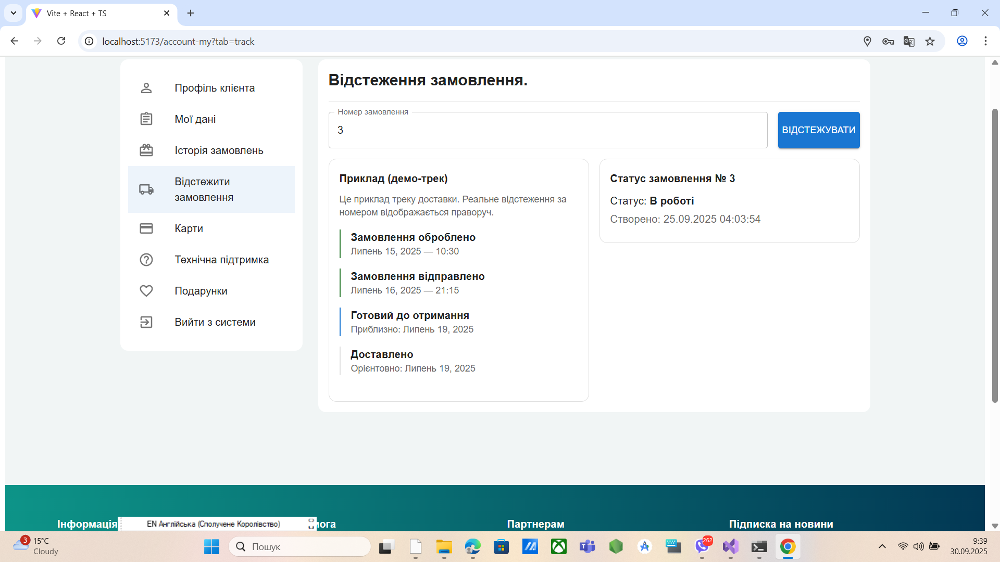 Vite + React + TS
localhost:5173/account-my?tab=track
Профіль клієнта
Мої дані
Історія замовлень
Відстежити
замовлення
Карти
Технічна підтримка
Подарунки
Вийти з системи
Відстеження замовлення.
Номер замовлення
3
ВІДСТЕЖУВАТИ
Приклад (демо-трек)
Це приклад треку доставки. Реальне відстеження за
номером відображається праворуч.
Замовлення оброблено
Липень 15, 2025 — 10:30
Замовлення відправлено
Липень 16, 2025 — 21:15
Готовий до отримання
Приблизно: Липень 19, 2025
Доставлено
Орієнтовно: Липень 19, 2025
Статус замовлення № 3
Статус: В роботі
Створено: 25.09.2025 04:03:54
Інформація
EN Англійська (Сполучене Королівство)
Партнерам
Підписка на новини
3
15°C
Cloudy
Пошук
262
9:39
30.09.2025